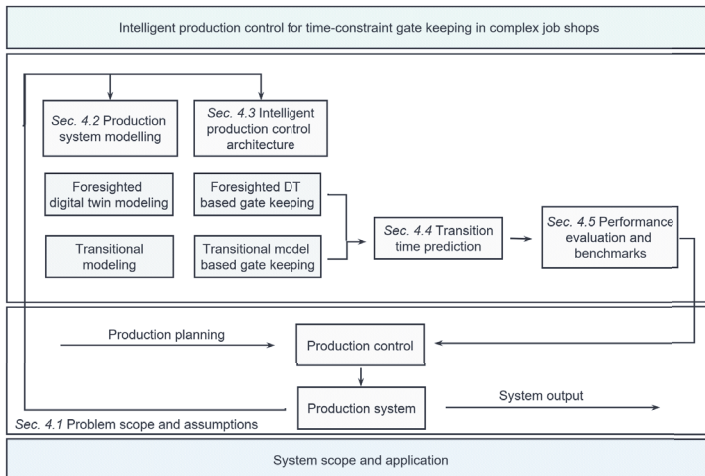 Intelligent production control for time-constraint gate keeping in complex job shops
Sec. 4.2 Production
system modelling
Sec. 4.3 Intelligent
production control
architecture
Foresighted
digital twin modeling
Foresighted DT
based gate keeping
Transitional
modeling
Transitional model
based gate keeping
Sec. 4.4 Transition
time prediction
Sec. 4.5 Performance
evaluation and
benchmarks
Production planning
Production control
Production system
System output
Sec. 4.1 Problem scope and assumptions
System scope and application